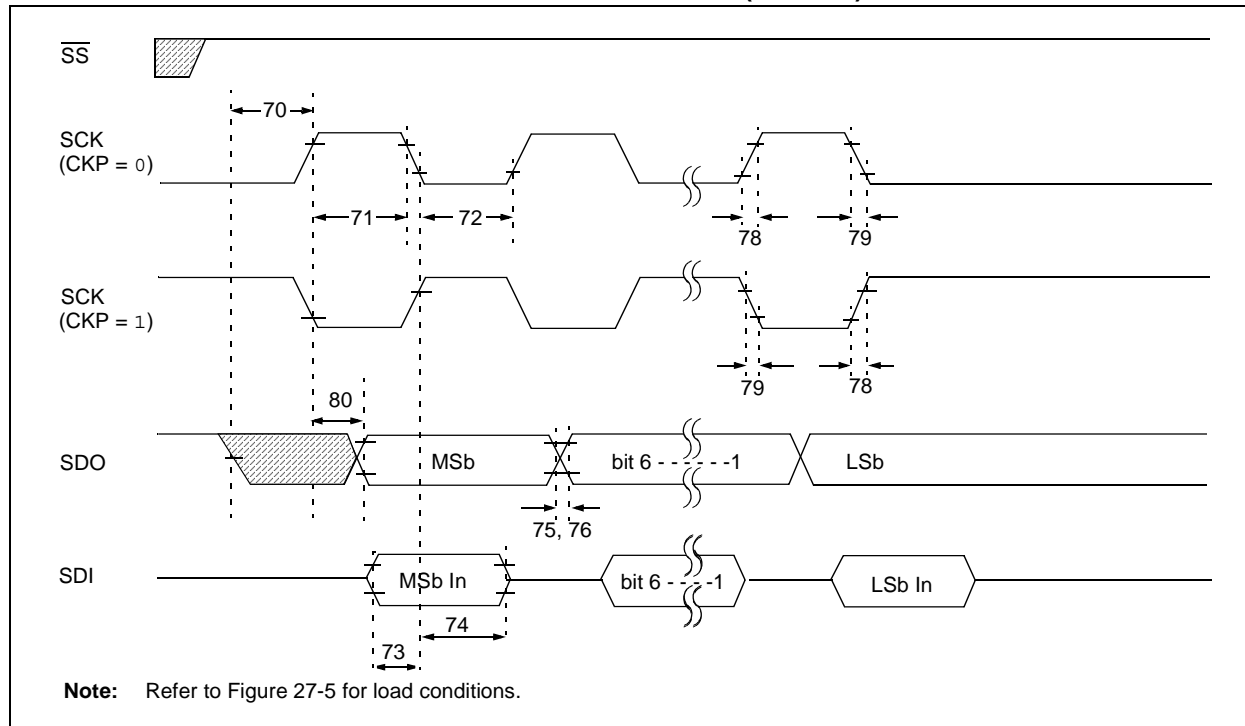 SS
70
SCK
(CKP = 0)
71
72
78
79
SCK
(CKP = 1)
79
78
80
SDO
MSb
bit 6 - - - - - -1
LSb
75, 76
SDI
MSb In
bit 6 - - - - -1
LSb In
74
73
Note: Refer to Figure 27-5 for load conditions.